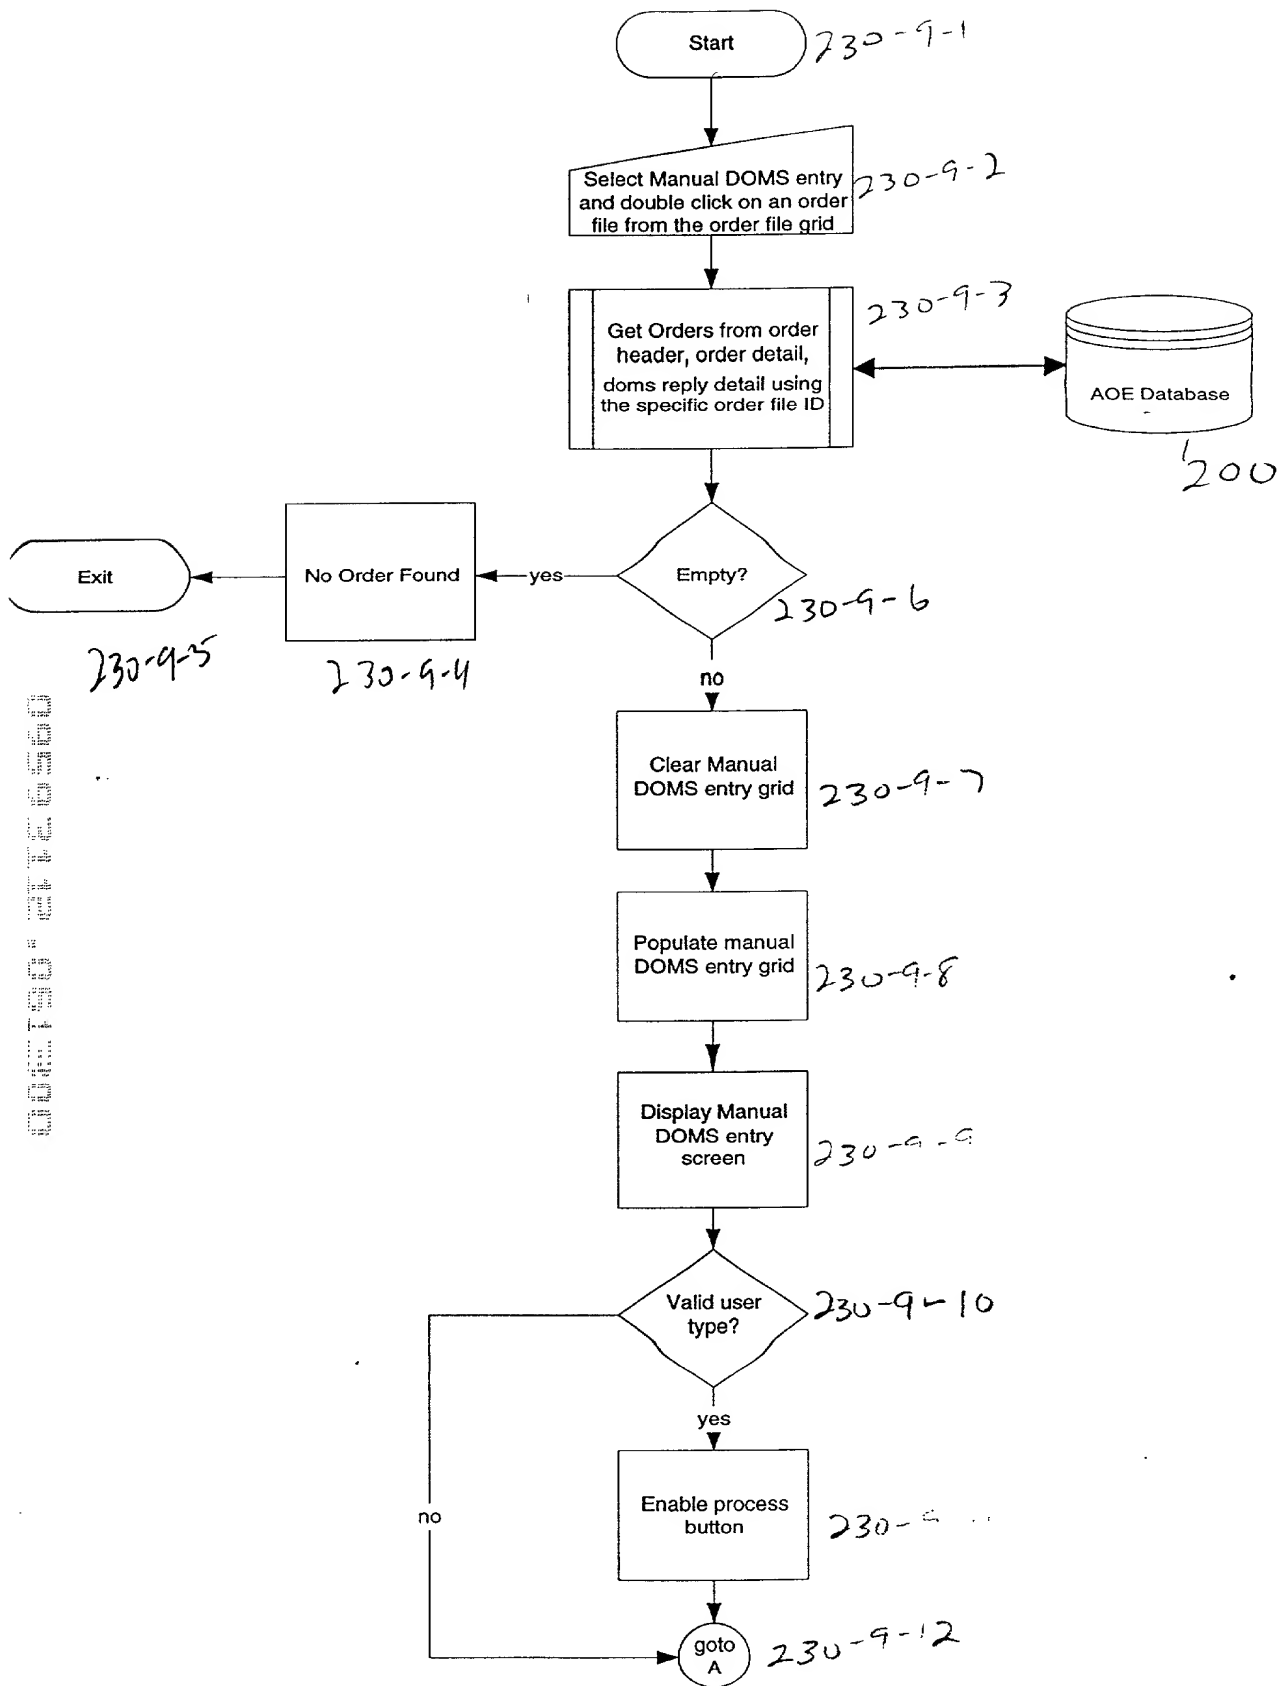 Start
230-9-1
Select Manual DOMS entry
and double click on an order
file from the order file grid
230-9-2
Get Orders from order
header, order detail,
doms reply detail using
the specific order file ID
230-9-3
AOE Database
200
Exit
230-9-5
No Order Found
230-9-4
yes
Empty?
230-9-6
no
Clear Manual
DOMS entry grid
230-9-7
Populate manual
DOMS entry grid
230-9-8
Display Manual
DOMS entry
screen
230-9-9
Valid user
type?
230-9-10
yes
no
Enable process
button
230-9
goto
A
230-9-12